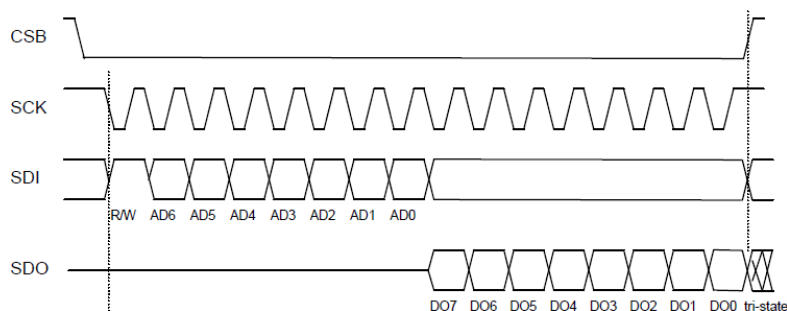 CSB
SCK
SDI
R/W AD6 AD5 AD4 AD3 AD2 AD1 AD0
SDO
DO7 DO6 DO5 DO4 DO3 DO2 DO1 DO0 tri-state